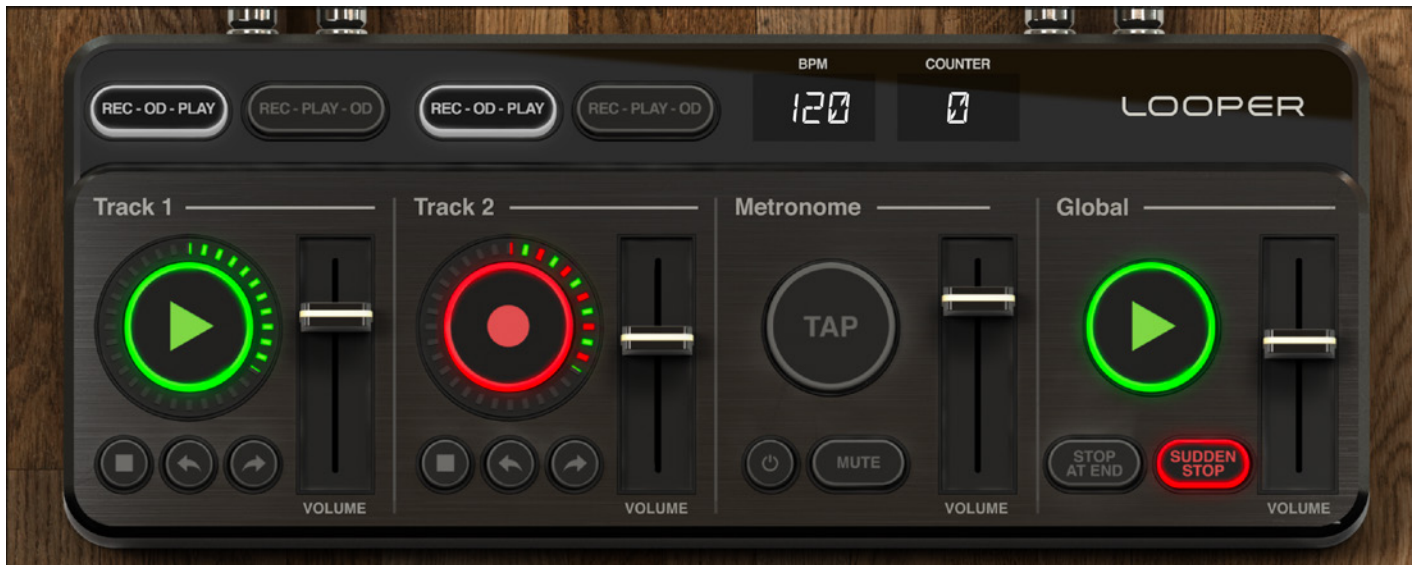 BPM
COUNTER
REC - OD - PLAY
REC - PLAY - OD
REC - OD - PLAY
REC - PLAY - OD
120
0
LOOPER
Track 1
Track 2
Metronome
Global
TAP
MUTE
STOP
AT END
SUDDEN
STOP
VOLUME
VOLUME
VOLUME
VOLUME